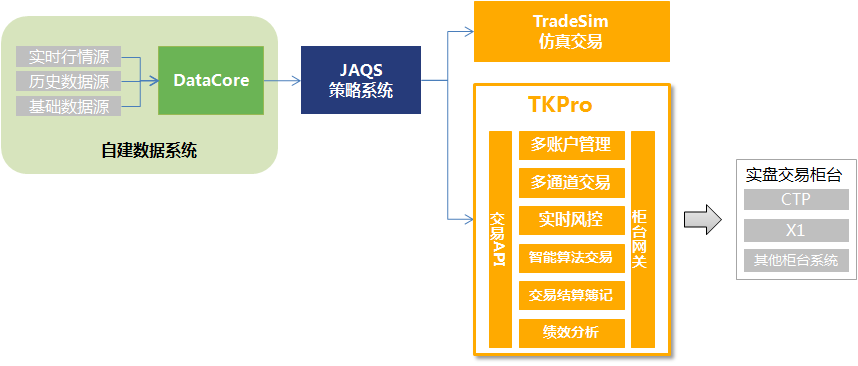 实时行情源
历史数据源
基础数据源
DataCore
自建数据系统
JAQS
策略系统
TradeSim
仿真交易
TKPro
交易API
多账户管理
多通道交易
实时风控
智能算法交易
交易结算簿记
绩效分析
柜台网关
实盘交易柜台
CTP
X1
其他柜台系统